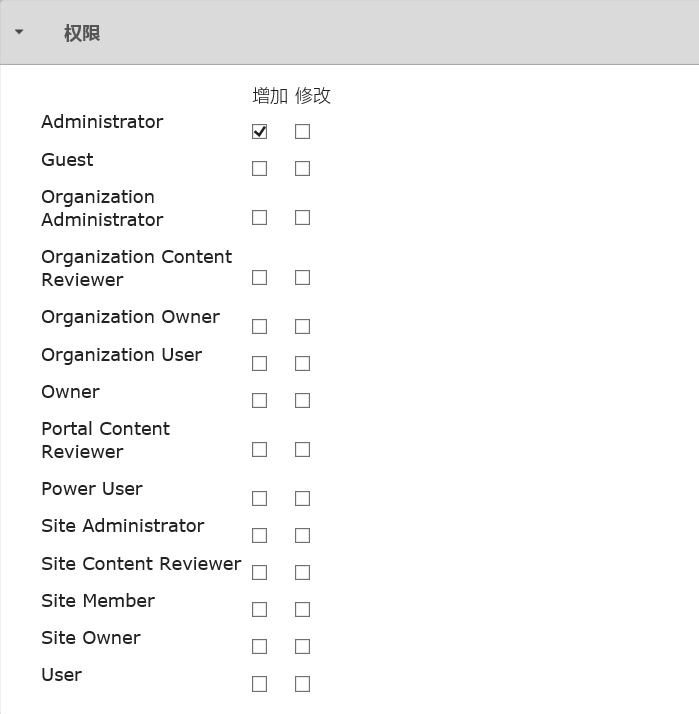 权限
增加 修改
Administrator
Guest
Organization
Administrator
Organization Content
Reviewer
Organization Owner
Organization User
Owner
Portal Content
Reviewer
Power User
Site Administrator
Site Content Reviewer
Site Member
Site Owner
User